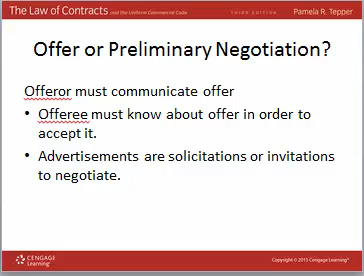 The Law of Contracts and the Uniform Commercial Code THIRD EDITION Pamela R. Tepper
Offer or Preliminary Negotiation?
Offeror must communicate offer
• Offeree must know about offer in order to
accept it.
• Advertisements are solicitations or invitations
to negotiate.
CENGAGE
Learning™
Copyright © 2015 Cengage Learning®